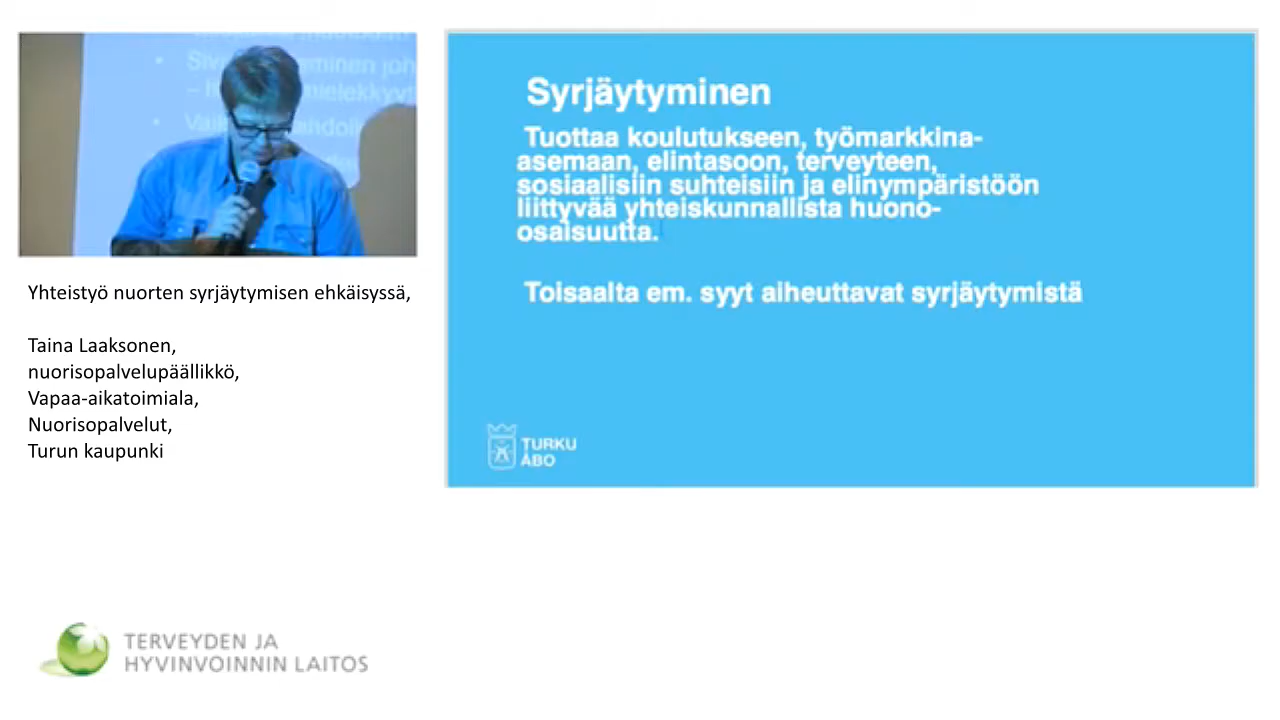 Syrjäytyminen
Tuottaa koulutukseen, työmarkkina-
asemaan, elintasoon, terveyteen,
sosiaalisiin suhteisiin ja elinympäristöön
liittyvää yhteiskunnallista huono-
osaisuutta.
Toisaalta em. syyt aiheuttavat syrjäytymistä
TURKU
ÅBO
Yhteistyö nuorten syrjäytymisen ehkäisyssä,
Taina Laaksonen,
nuorisopalvelupäällikkö,
Vapaa-aikatoimiala,
Nuorisopalvelut,
Turun kaupunki
TERVEYDEN JA
HYVINVOINNIN LAITOS